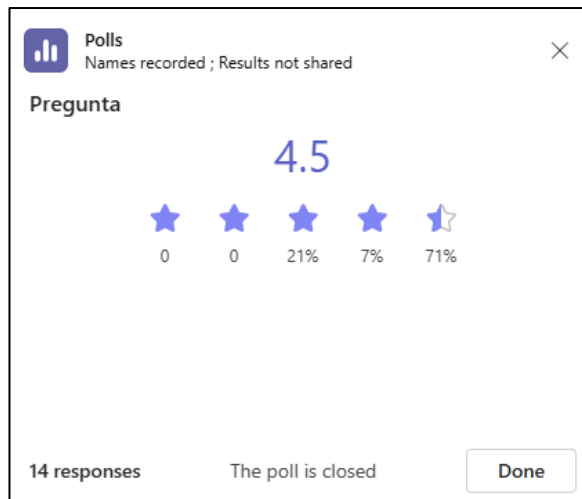 Polls
Names recorded ; Results not shared
Pregunta
4.5
0 0 21% 7% 71%
14 responses The poll is closed Done